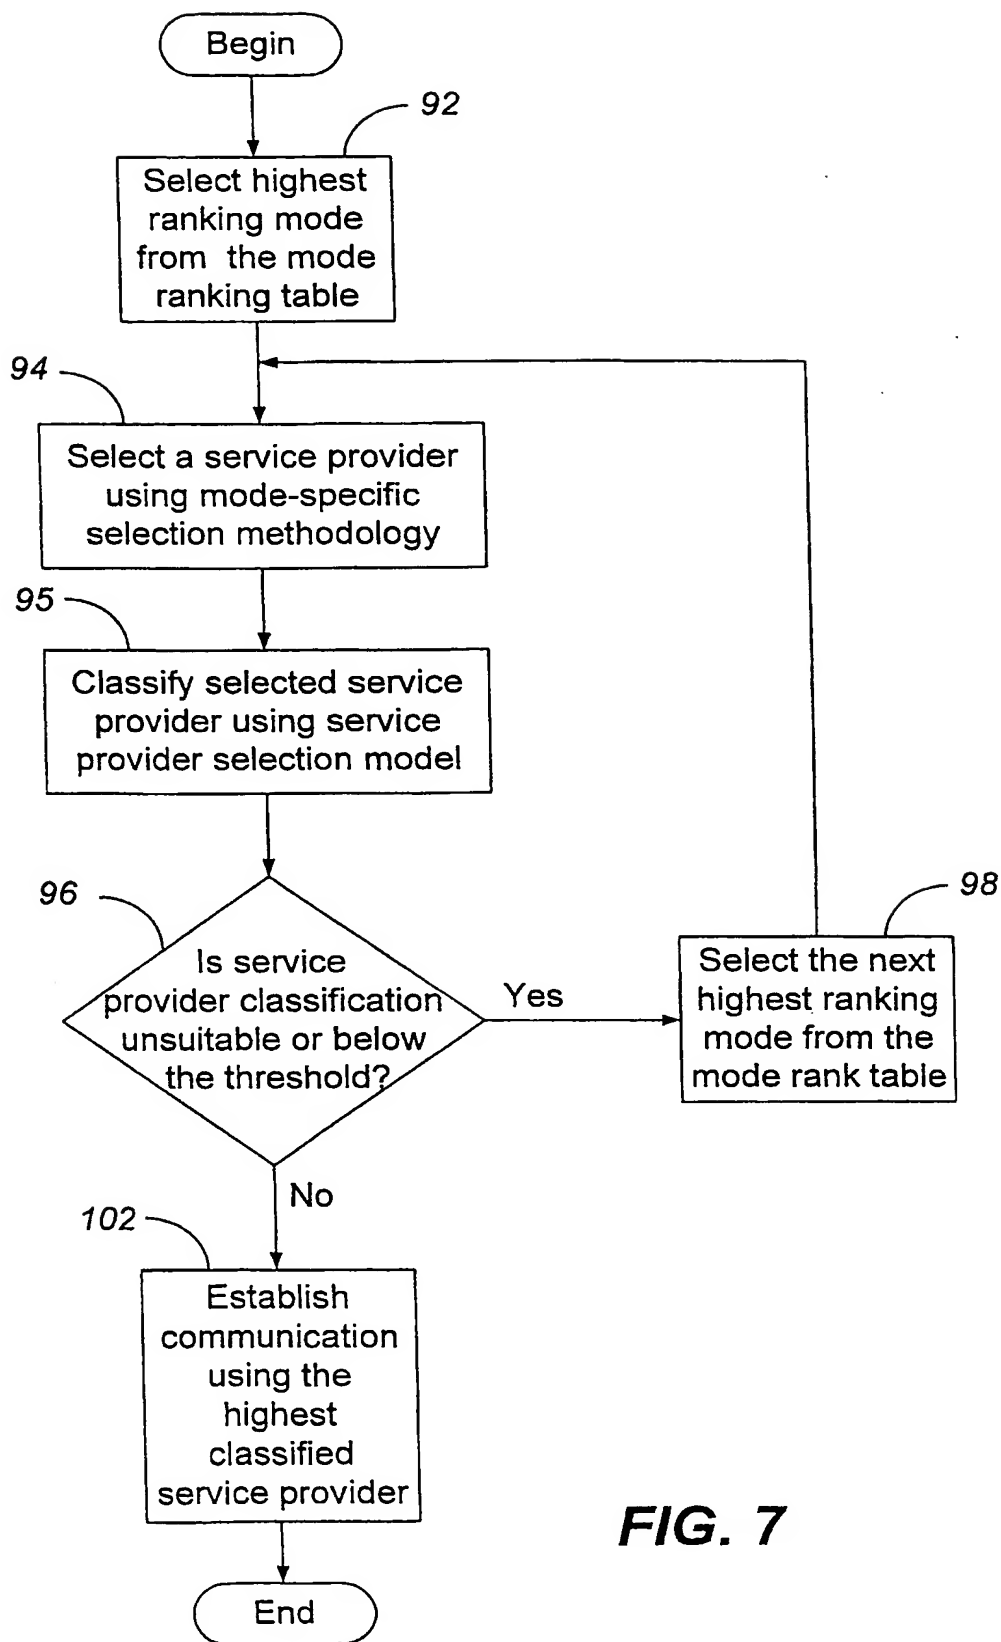 Begin
92
Select highest
ranking mode
from the mode
ranking table
94
Select a service provider
using mode-specific
selection methodology
95
Classify selected service
provider using service
provider selection model
96
Is service
provider classification
unsuitable or below
the threshold?
Yes
98
Select the next
highest ranking
mode from the
mode rank table
No
102
Establish
communication
using the
highest
classified
service provider
FIG. 7
End